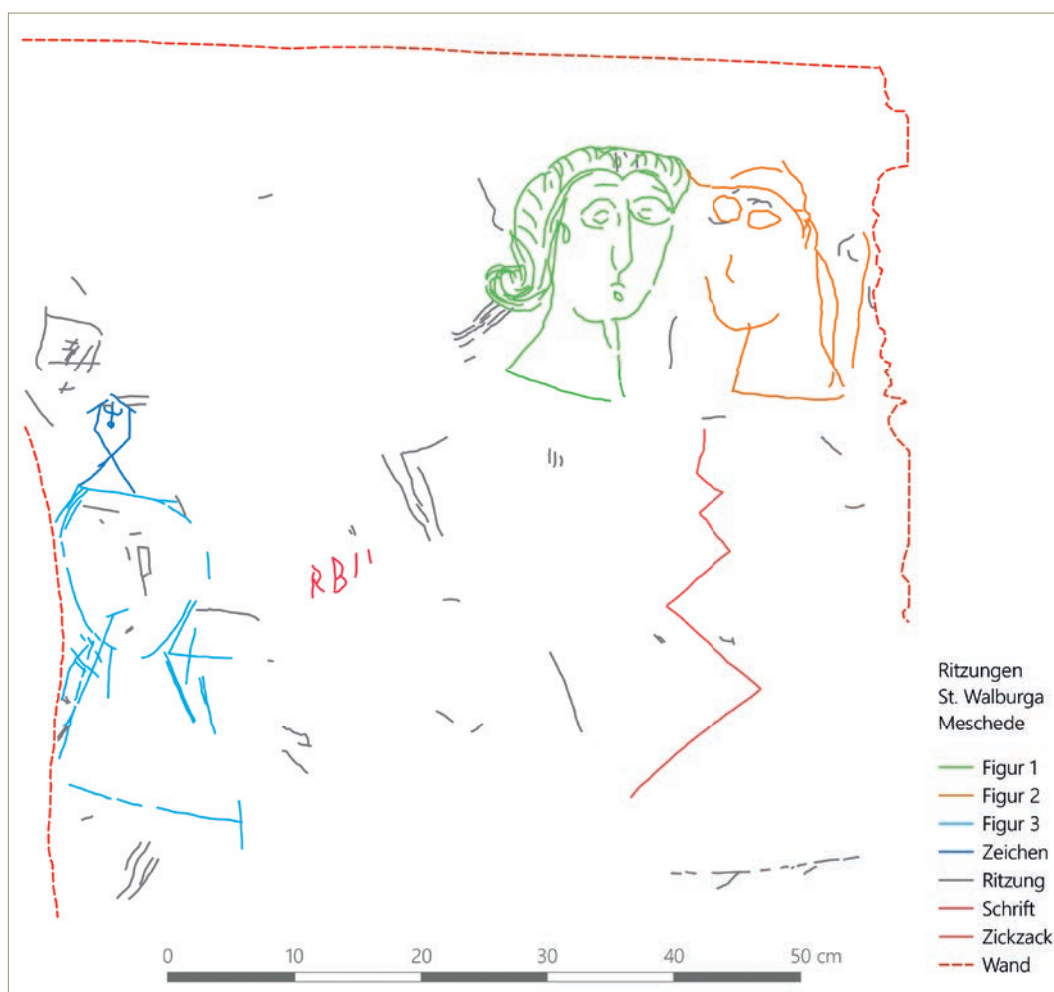 RBII
Ritzungen
St. Walburga
Meschede
Figur 1
Figur 2
Figur 3
Zeichen
Ritzung
Schrift
Zickzack
Wand
0 10 20 30 40 50 cm